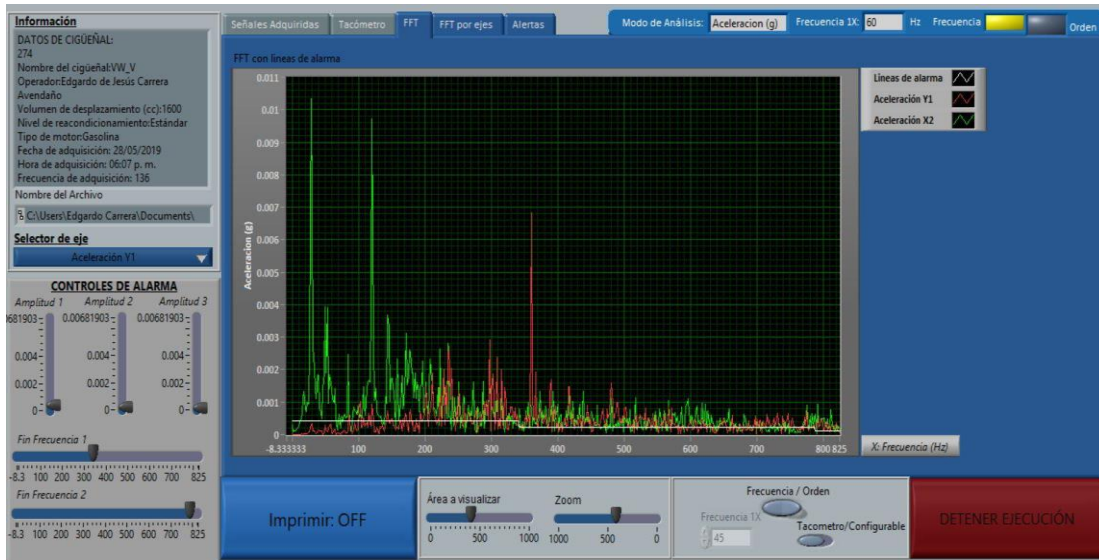 Información
DATOS DE CIGÜEÑAL:
274
Nombre del cigüeñal:VW_V
Operador:Edgardo de Jesús Carrera
Avendaño
Volumen de desplazamiento (cc):1600
Nivel de reacondicionamiento:Estándar
Tipo de motor:Gasolina
Fecha de adquisición: 28/05/2019
Hora de adquisición: 06:07 p. m.
Frecuencia de adquisición: 136
Nombre del Archivo
C:\Users\Edgardo Carrera\Documents\
Selector de eje
Aceleración Y1
CONTROLES DE ALARMA
Amplitud 1 Amplitud 2 Amplitud 3
0.00681903 0.00681903 0.00681903
0.004 0.004 0.004
0.002 0.002 0.002
0 0 0
Fin Frecuencia 1
-8.3 100 200 300 400 500 600 825
Fin Frecuencia 2
-8.3 100 200 300 400 500 600 825
Señales Adquiridas Tacómetro FFT FFT por ejes Alertas
Modo de Análisis: Aceleracion (g) Frecuencia 1X: 60 Hz Frecuencia Orden
FFT con lineas de alarma
0.011
0.01
0.009
0.008
0.007
0.006
0.005
0.004
0.003
0.002
0.001
0
Aceleracion (g)
-8.333333 100 200 300 400 500 600 700 800 825
Lineas de alarma
Aceleración Y1
Aceleración X2
X: Frecuencia (Hz)
Imprimir: OFF
Área a visualizar
0 500 1000
Zoom
1000 500 0
Frecuencia / Orden
Frecuencia 1X
45
Tacometro/Configurable
DETENER EJECUCIÓN